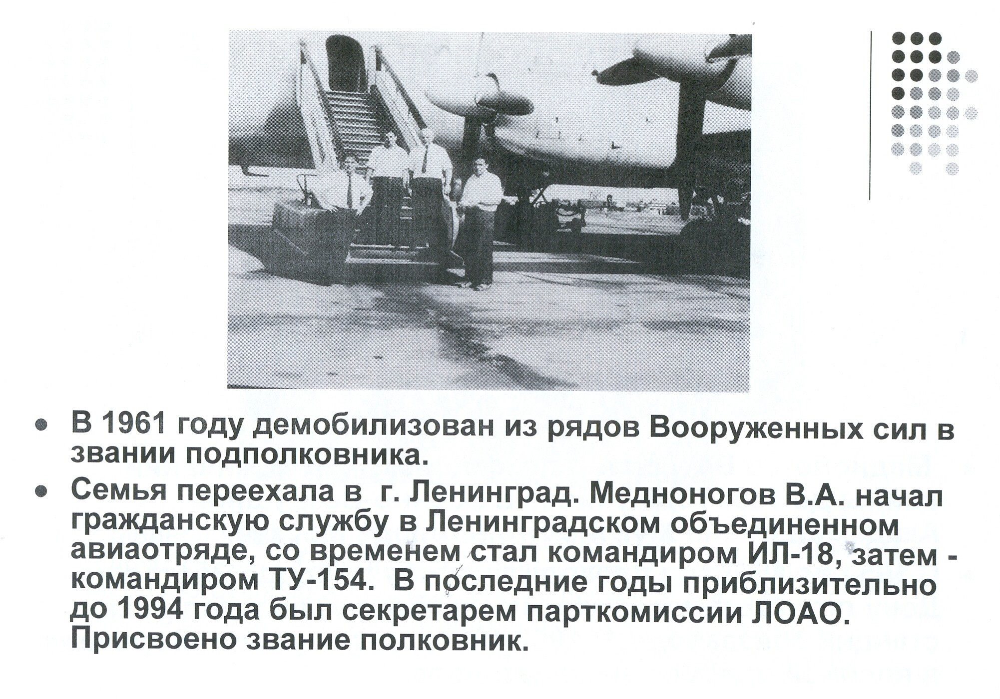 • В 1961 году демобилизован из рядов Вооруженных сил в
звании подполковника.
• Семья переехала в г. Ленинград. Медноногов В.А. начал
гражданскую службу в Ленинградском объединенном
авиаотряде, со временем стал командиром ИЛ-18, затем -
командиром ТУ-154. В последние годы приблизительно
до 1994 года был секретарем парткомиссии ЛОАО.
Присвоено звание полковник.